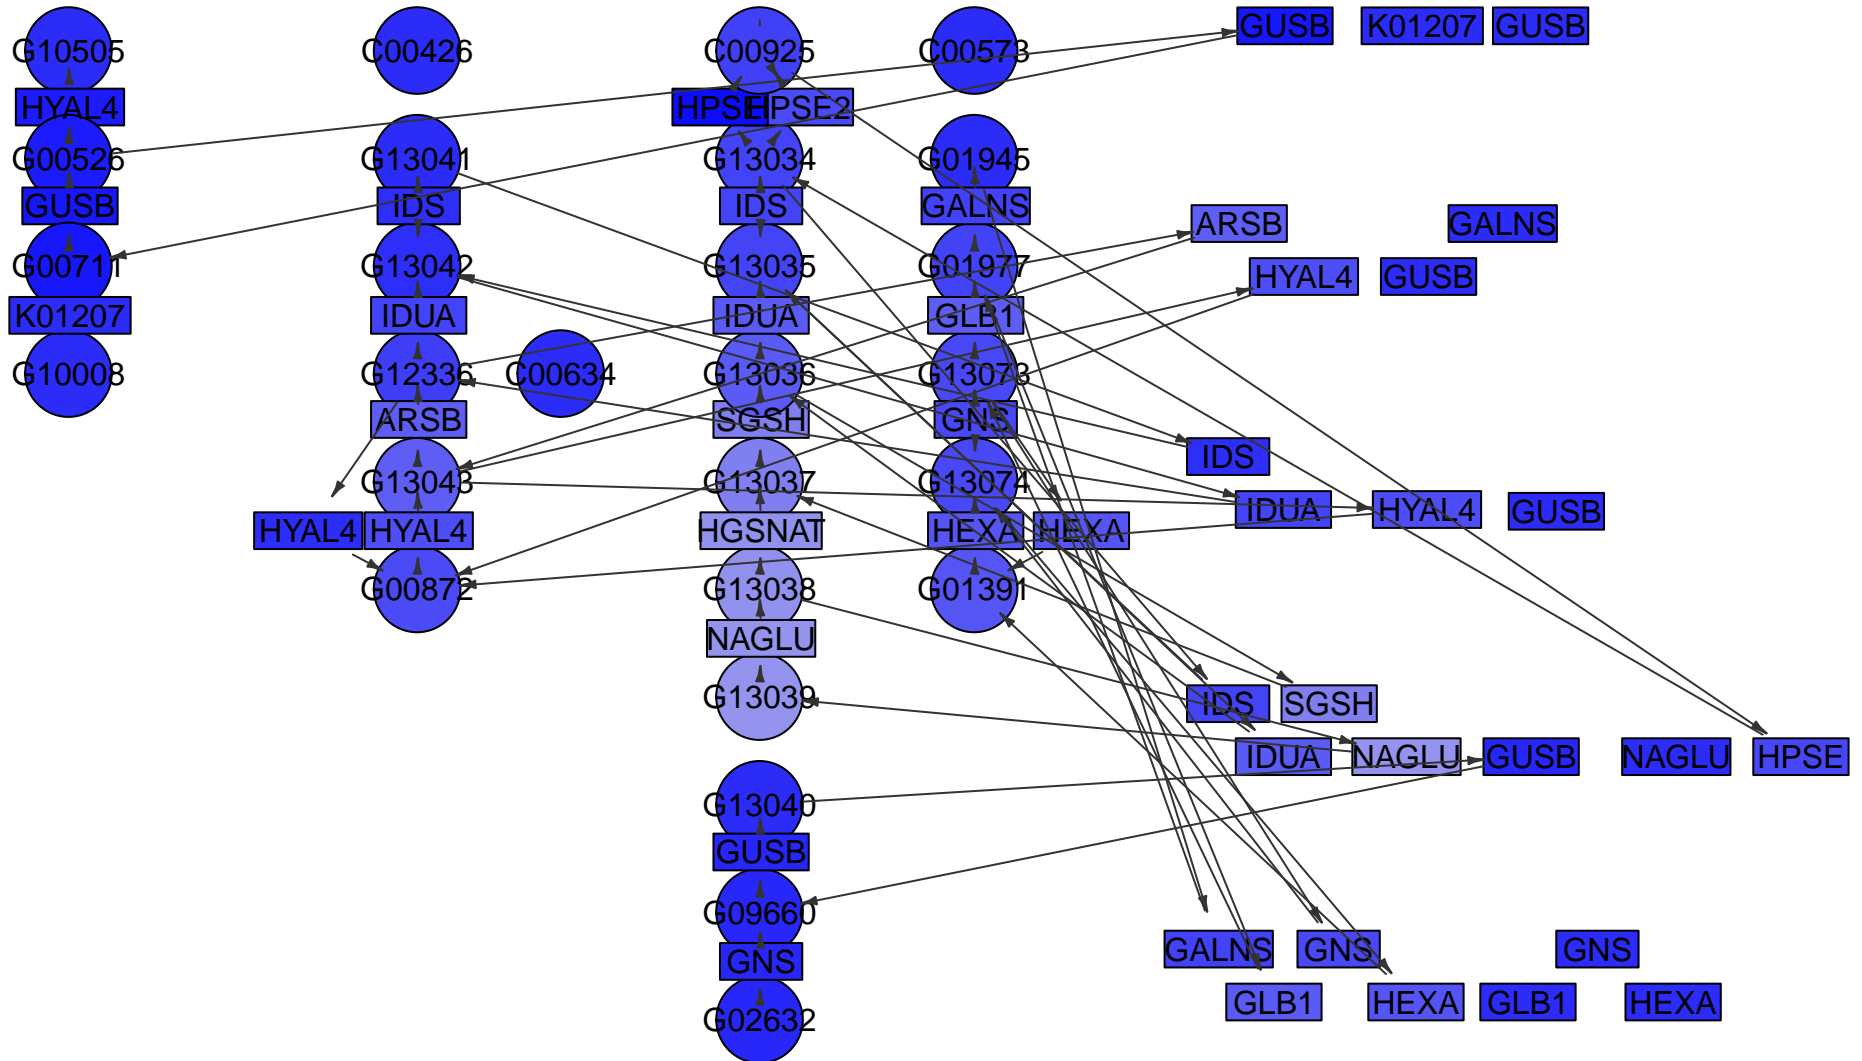 G10505 C00426 C00925 C00573 GUSB K01207 GUSB
HYAL4 HPSE HPSE2
G00526 G13041 G13034 G01945
GUSB IDS IDS GALNS ARSB GALNS
G00711 G13042 G13035 G01977 HYAL4 GUSB
K01207 IDUA IDUA GLB1
G10008 G12336 C00634 G13036 G13073
ARSB SGSH GNS IDS
G13043 G13037 G13074 IDUA HYAL4 GUSB
HYAL4 HYAL4 HGSNAT HEXA HEXA
G00872 G13038 G01391
NAGLU
G13039 IDS SGSH
IDUA NAGLU GUSB NAGLU HPSE
G13040
GUSB
G09660
GNS GALNS GNS GNS
G02632 GLB1 HEXA GLB1 HEXA